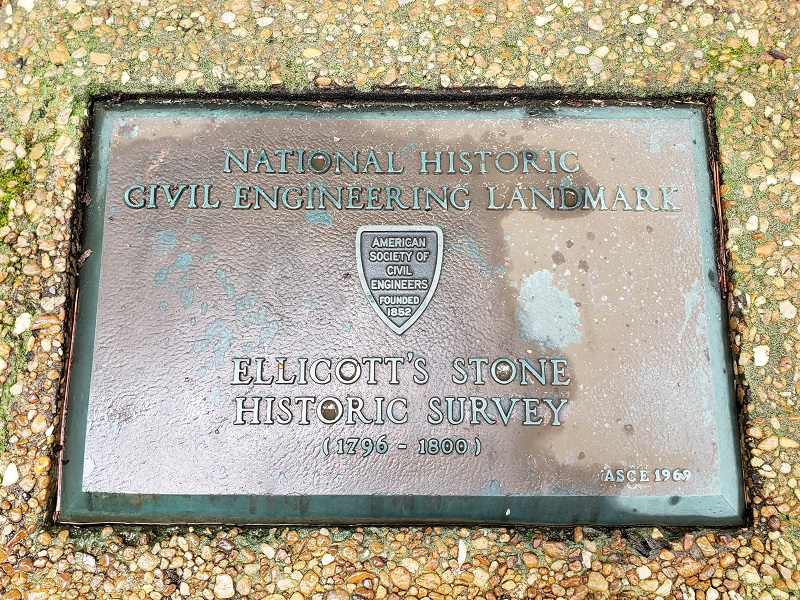 NATIONAL HISTORIC
CIVIL ENGINEERING LANDMARK
AMERICAN
SOCIETY OF
CIVIL
ENGINEERS
FOUNDED
1852
ELLICOTT'S STONE
HISTORIC SURVEY
(1796 - 1800)
ASCE 1969